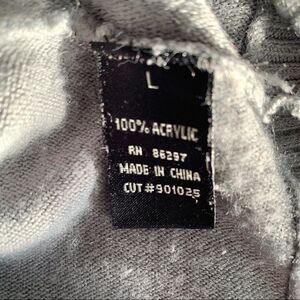 L
100% ACRYLIC
RN 86297
MADE IN CHINA
CUT#901025